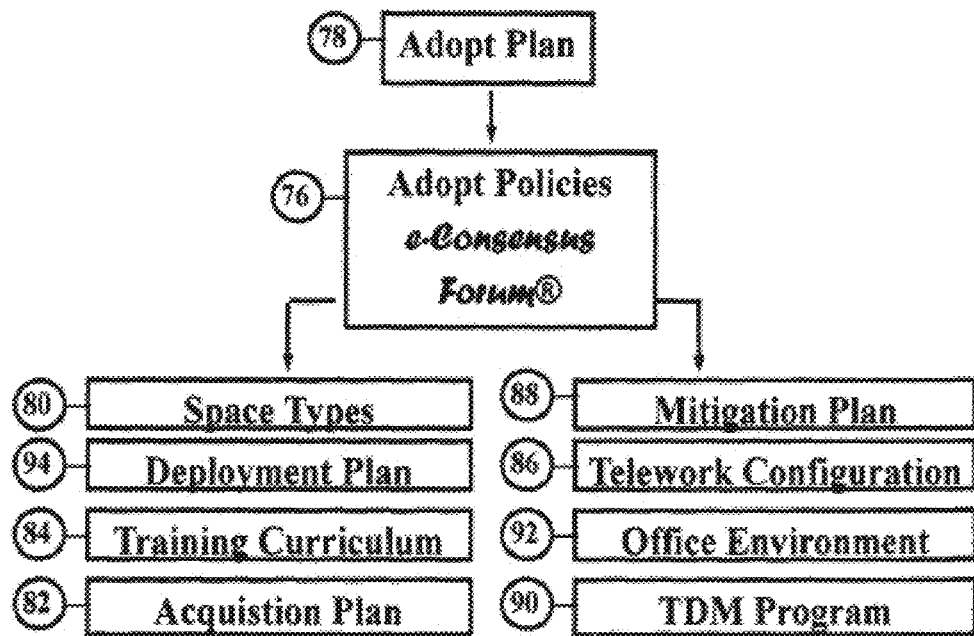 78 Adopt Plan
76 Adopt Policies
e-Consensus
Forum®
80 Space Types
94 Deployment Plan
84 Training Curriculum
82 Acquistion Plan
88 Mitigation Plan
86 Telework Configuration
92 Office Environment
90 TDM Program